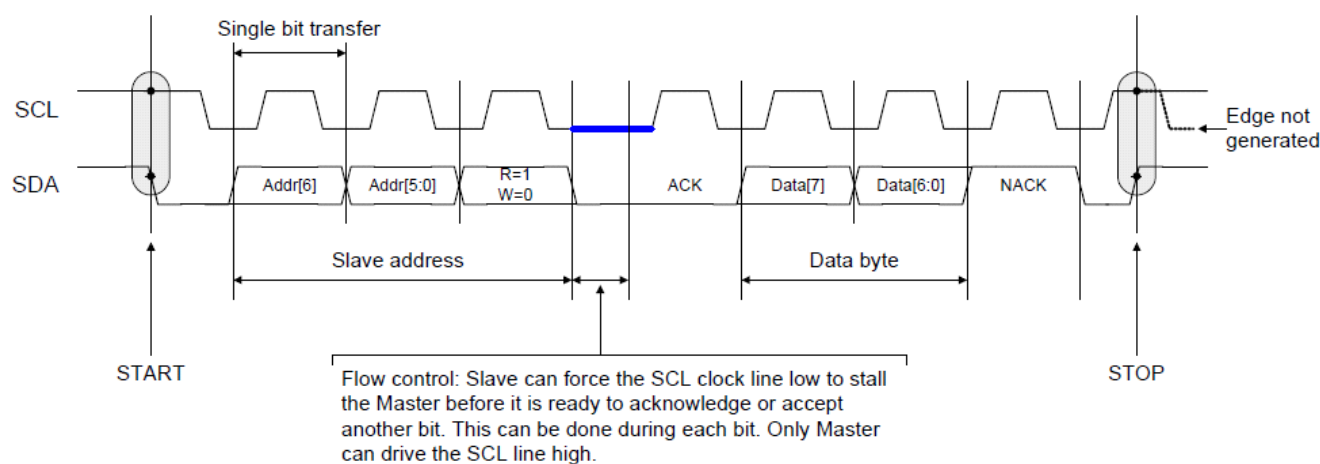 Single bit transfer
SCL
Edge not
generated
SDA
Addr[6]
Addr[5:0]
R=1
W=0
ACK
Data[7]
Data[6:0]
NACK
Slave address
Data byte
START
STOP
Flow control: Slave can force the SCL clock line low to stall
the Master before it is ready to acknowledge or accept
another bit. This can be done during each bit. Only Master
can drive the SCL line high.